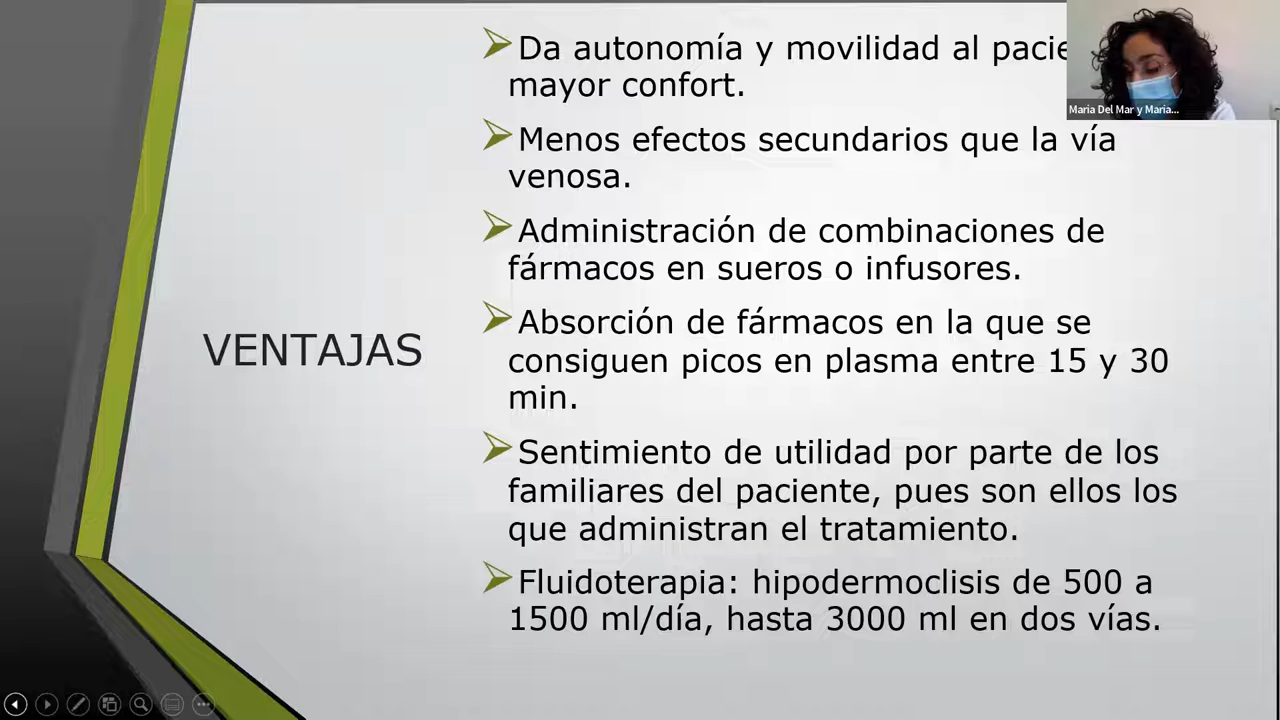 Da autonomía y movilidad al
mayor confort.
Menos efectos secundarios que la vía
venosa.
Administración de combinaciones de
fármacos en sueros o infusores.
Absorción de fármacos en la que se
consiguen picos en plasma entre 15 y 30
min.
Sentimiento de utilidad por parte de los
familiares del paciente, pues son ellos los
que administran el tratamiento.
Fluidoterapia: hipodermoclisis de 500 a
1500 ml/día, hasta 3000 ml en dos vías.
VENTAJAS
Maria Del Mar y Maria...